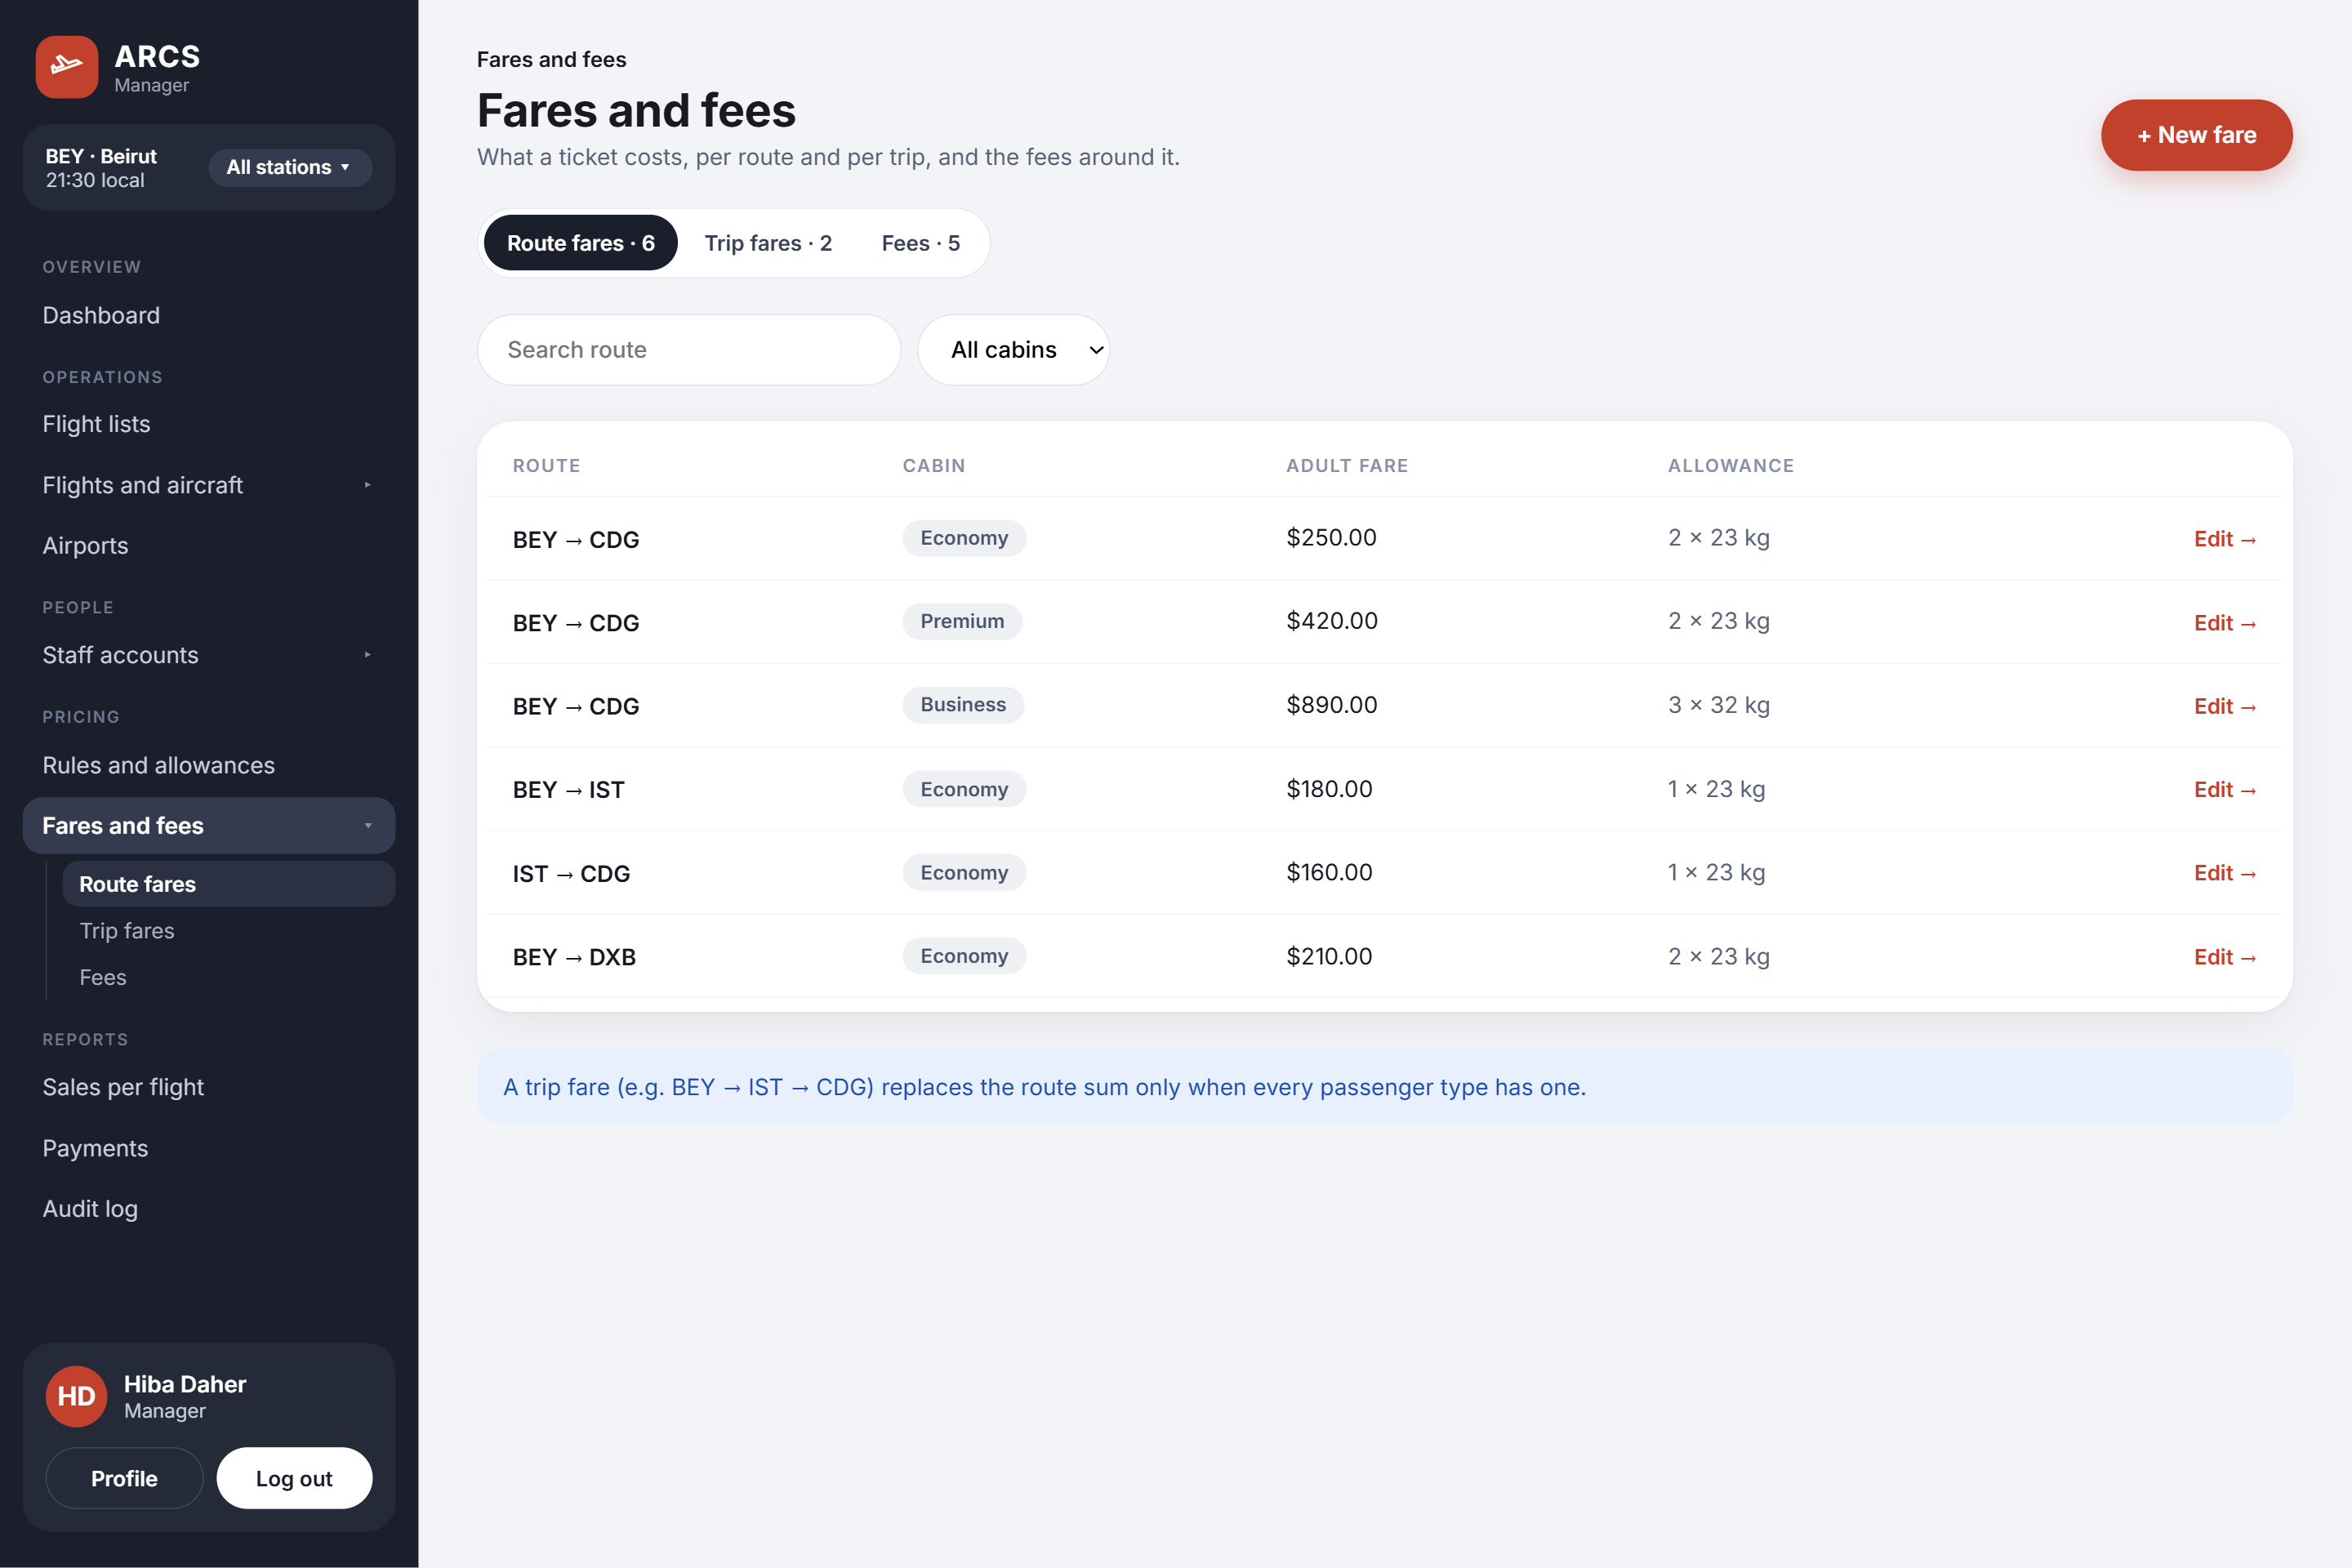 ARCS
Manager
BEY · Beirut
21:30 local
All stations ▾
OVERVIEW
Dashboard
OPERATIONS
Flight lists
Flights and aircraft ▸
Airports
PEOPLE
Staff accounts ▸
PRICING
Rules and allowances
Fares and fees ▾
Route fares
Trip fares
Fees
REPORTS
Sales per flight
Payments
Audit log
HD
Hiba Daher
Manager
Profile
Log out
Fares and fees
Fares and fees
What a ticket costs, per route and per trip, and the fees around it.
+ New fare
Route fares · 6 Trip fares · 2 Fees · 5
Search route All cabins
ROUTE CABIN ADULT FARE ALLOWANCE
BEY → CDG Economy $250.00 2 × 23 kg Edit →
BEY → CDG Premium $420.00 2 × 23 kg Edit →
BEY → CDG Business $890.00 3 × 32 kg Edit →
BEY → IST Economy $180.00 1 × 23 kg Edit →
IST → CDG Economy $160.00 1 × 23 kg Edit →
BEY → DXB Economy $210.00 2 × 23 kg Edit →
A trip fare (e.g. BEY → IST → CDG) replaces the route sum only when every passenger type has one.